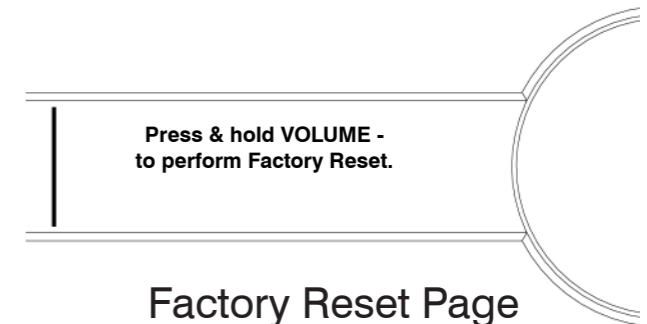 Press & hold VOLUME -
to perform Factory Reset.
Factory Reset Page